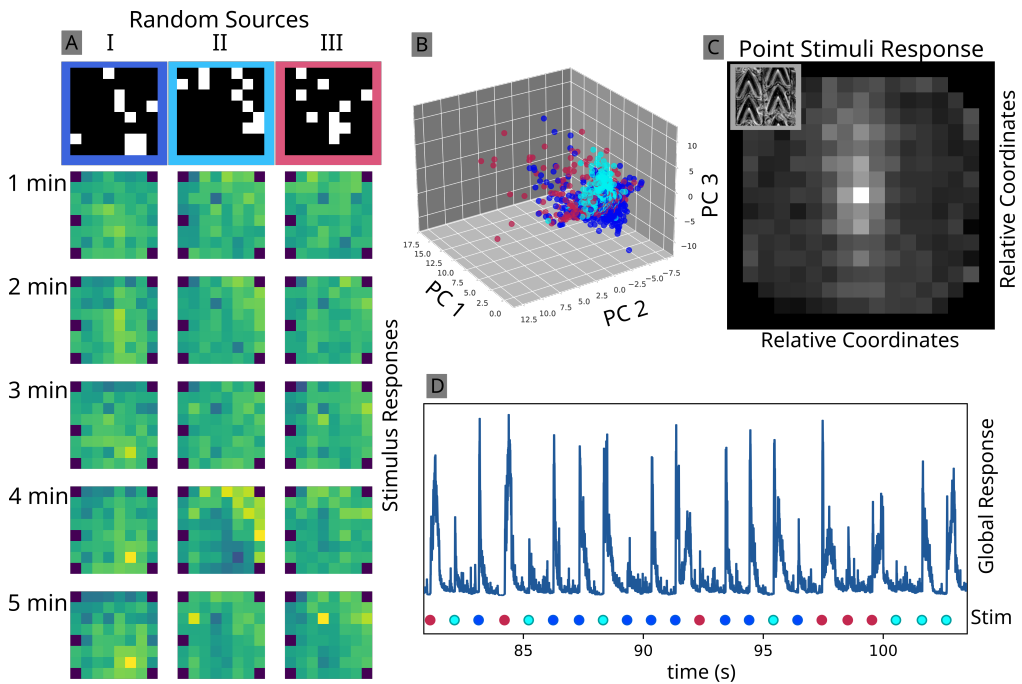 Random Sources
A
I
II
III
1 min
2 min
3 min
4 min
5 min
Stimulus Responses
B
10
5
0
−5
−10
PC 3
17.5
15.0
12.5
10.0
7.5
5.0
2.5
0.0
PC 1
12.5
10.0
7.5
5.0
2.5
0.0
−2.5
−5.0
−7.5
PC 2
C
Point Stimuli Response
Relative Coordinates
Relative Coordinates
D
Global Response
Stim
85
90
95
100
time (s)